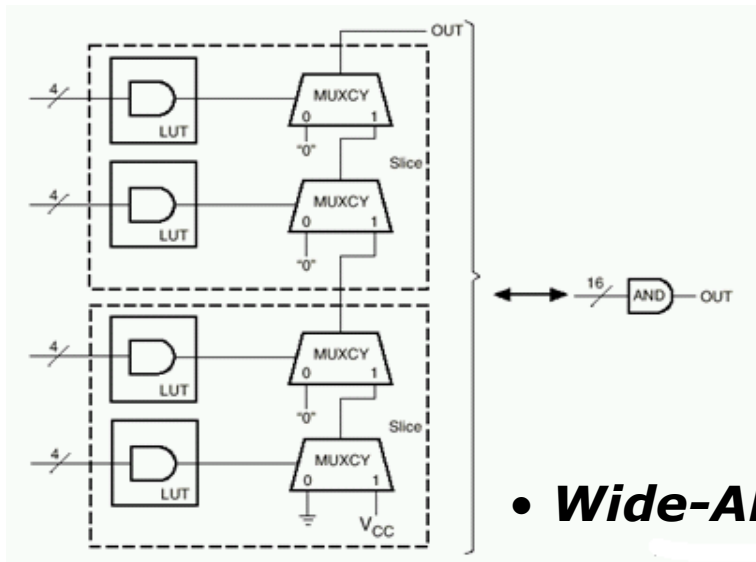 OUT
4
LUT
MUXCY
0 1
"0"
Slice
4
LUT
MUXCY
0 1
"0"
16
AND
OUT
4
LUT
MUXCY
0 1
"0"
Slice
4
LUT
MUXCY
0 1
VCC
• Wide-A